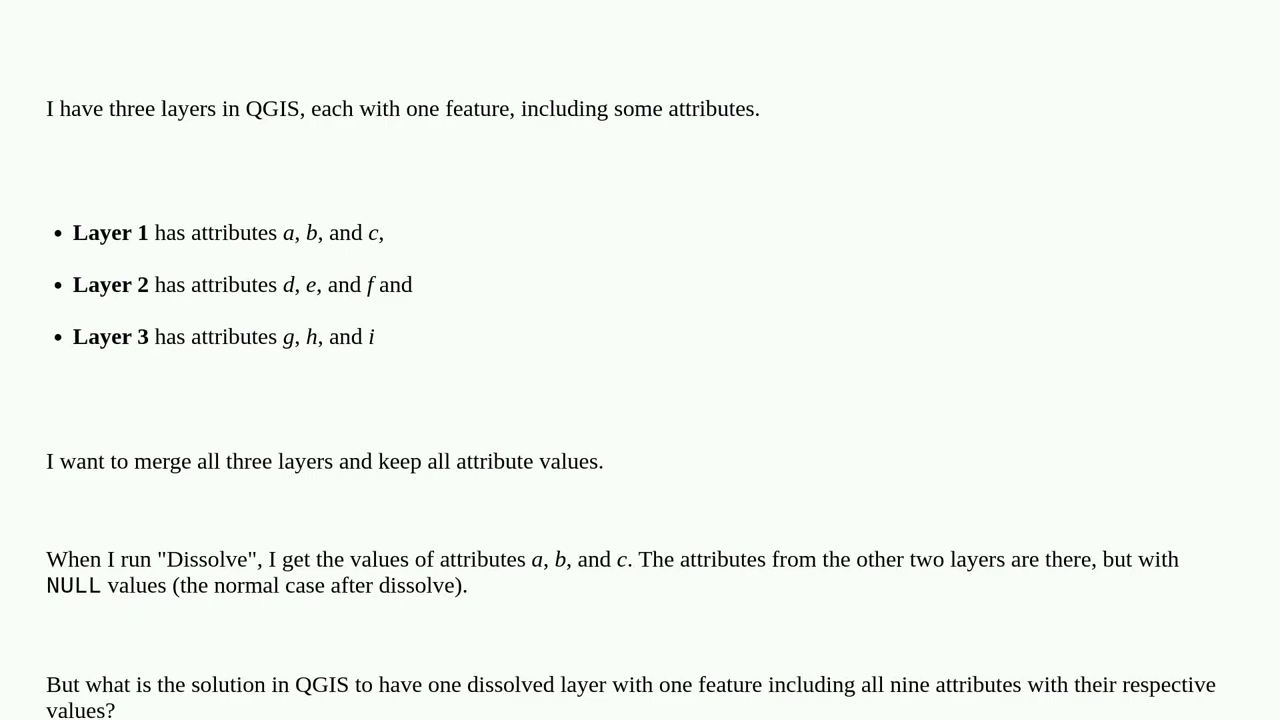 I have three layers in QGIS, each with one feature, including some attributes.
• Layer 1 has attributes a, b, and c,
• Layer 2 has attributes d, e, and f and
• Layer 3 has attributes g, h, and i
I want to merge all three layers and keep all attribute values.
When I run "Dissolve", I get the values of attributes a, b, and c. The attributes from the other two layers are there, but with
NULL values (the normal case after dissolve).
But what is the solution in QGIS to have one dissolved layer with one feature including all nine attributes with their respective
values?